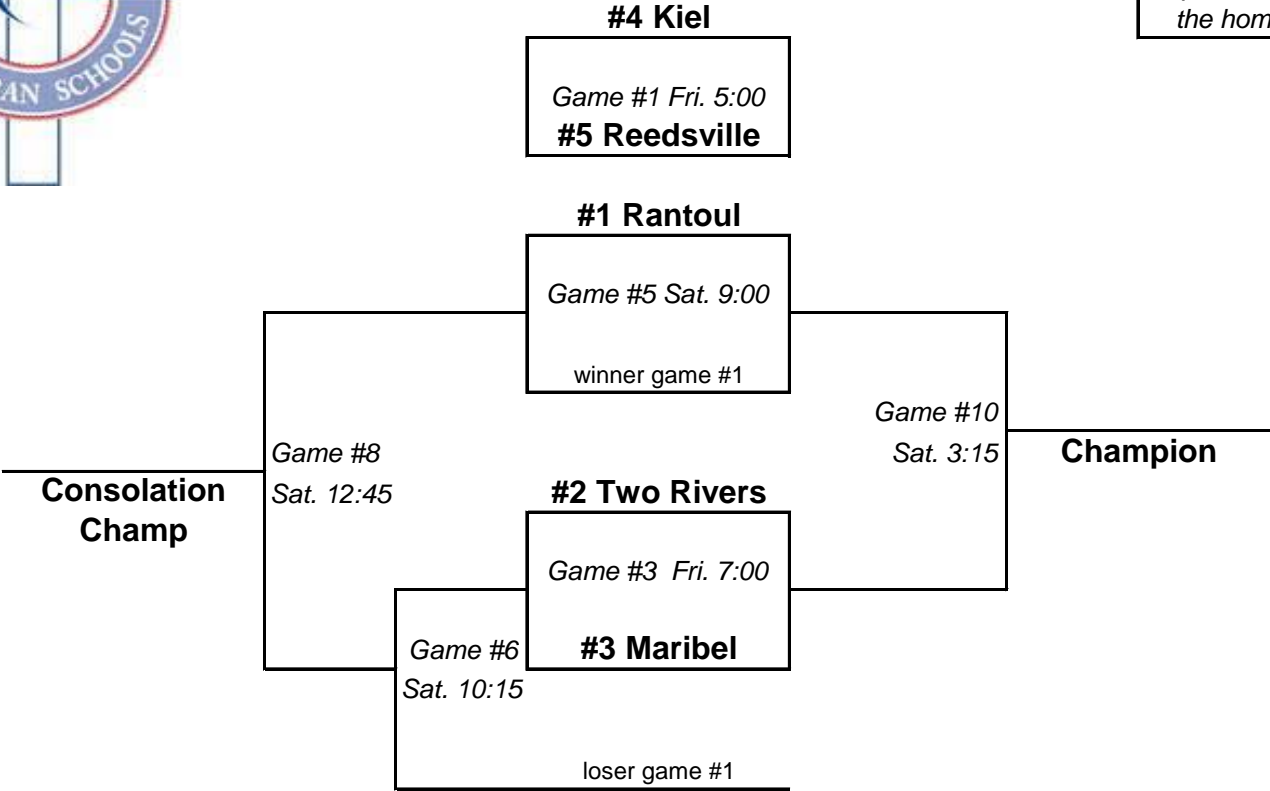 AN SCHOOLS
the hom
#4 Kiel
Game #1 Fri. 5:00
#5 Reedsville
#1 Rantoul
Game #5 Sat. 9:00
winner game #1
Game #10
Sat. 3:15
Champion
Game #8
Sat. 12:45
Consolation
Champ
#2 Two Rivers
Game #3 Fri. 7:00
#3 Maribel
Game #6
Sat. 10:15
loser game #1